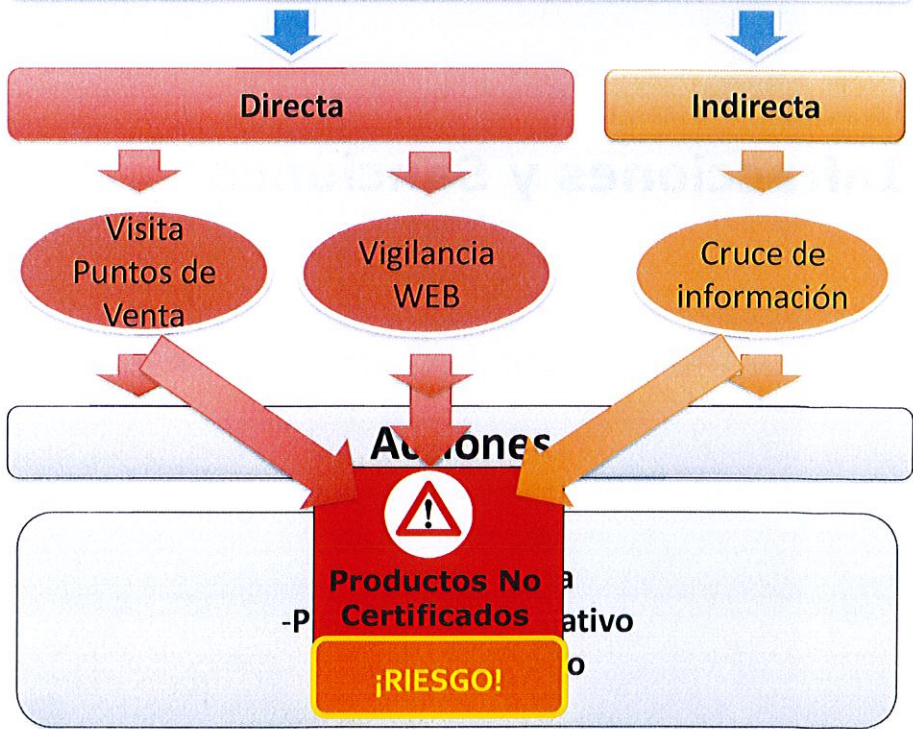 Directa
Indirecta
Visita
Puntos de
Venta
Vigilancia
WEB
Cruce de
información
Acciones
Productos No
Certificados
¡RIESGO!